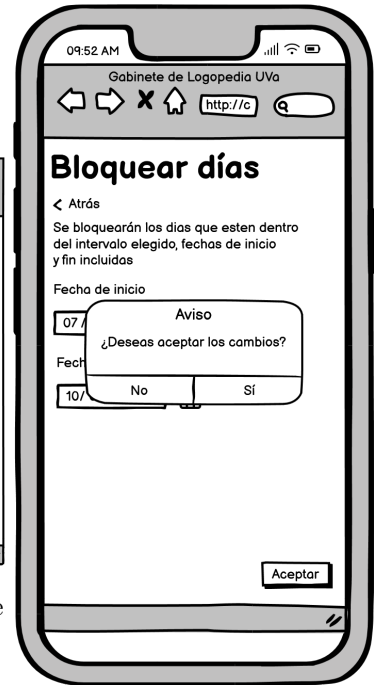 09:52 AM
Gabinete de Logopedia UVa
http://c
Bloquear días
Atrás
Se bloquearán los dias que esten dentro
del intervalo elegido, fechas de inicio
y fin incluidas
Fecha de inicio
07/
Aviso
¿Deseas aceptar los cambios?
Fech
No Sí
10/
Aceptar
e